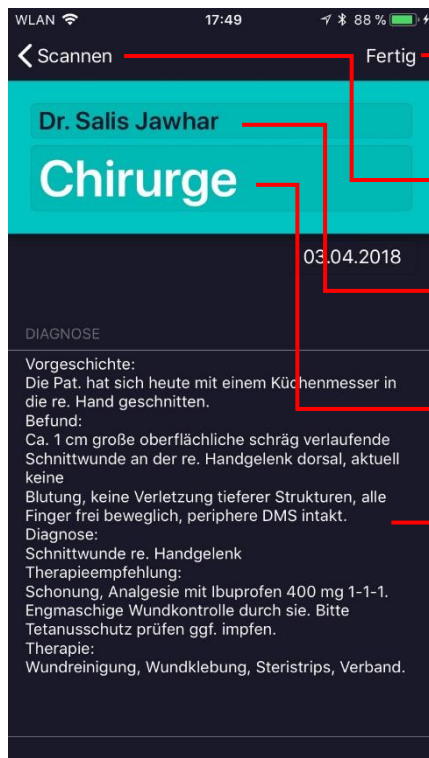 WLAN 17:49 88 %
Scannen Fertig
Dr. Salis Jawhar
Chirurge
03.04.2018
DIAGNOSE
Vorgeschichte:
Die Pat. hat sich heute mit einem Küchenmesser in
die re. Hand geschnitten.
Befund:
Ca. 1 cm große oberflächliche schräg verlaufende
Schnittwunde an der re. Handgelenk dorsal, aktuell
keine
Blutung, keine Verletzung tieferer Strukturen, alle
Finger frei beweglich, periphere DMS intakt.
Diagnose:
Schnittwunde re. Handgelenk
Therapieempfehlung:
Schonung, Analgesie mit Ibuprofen 400 mg 1-1-1.
Engmaschige Wundkontrolle durch sie. Bitte
Tetanusschutz prüfen ggf. impfen.
Therapie:
Wundreinigung, Wundklebung, Steristrips, Verband.